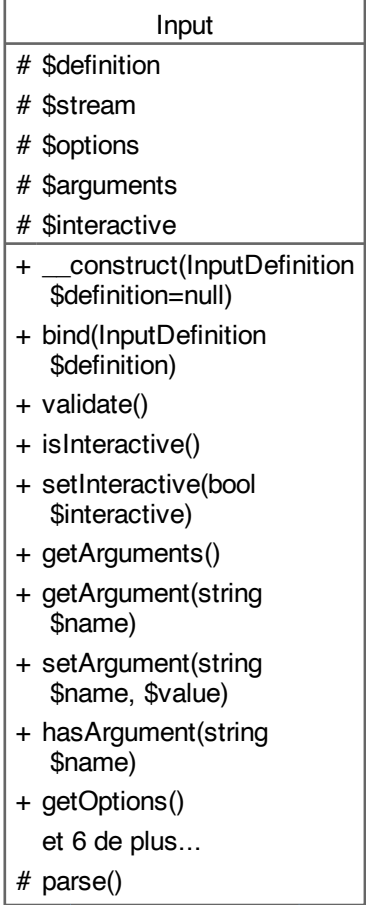 Input
# $definition
# $stream
# $options
# $arguments
# $interactive
+ __construct(InputDefinition
$definition=null)
+ bind(InputDefinition
$definition)
+ validate()
+ isInteractive()
+ setInteractive(bool
$interactive)
+ getArguments()
+ getArgument(string
$name)
+ setArgument(string
$name, $value)
+ hasArgument(string
$name)
+ getOptions()
et 6 de plus...
# parse()